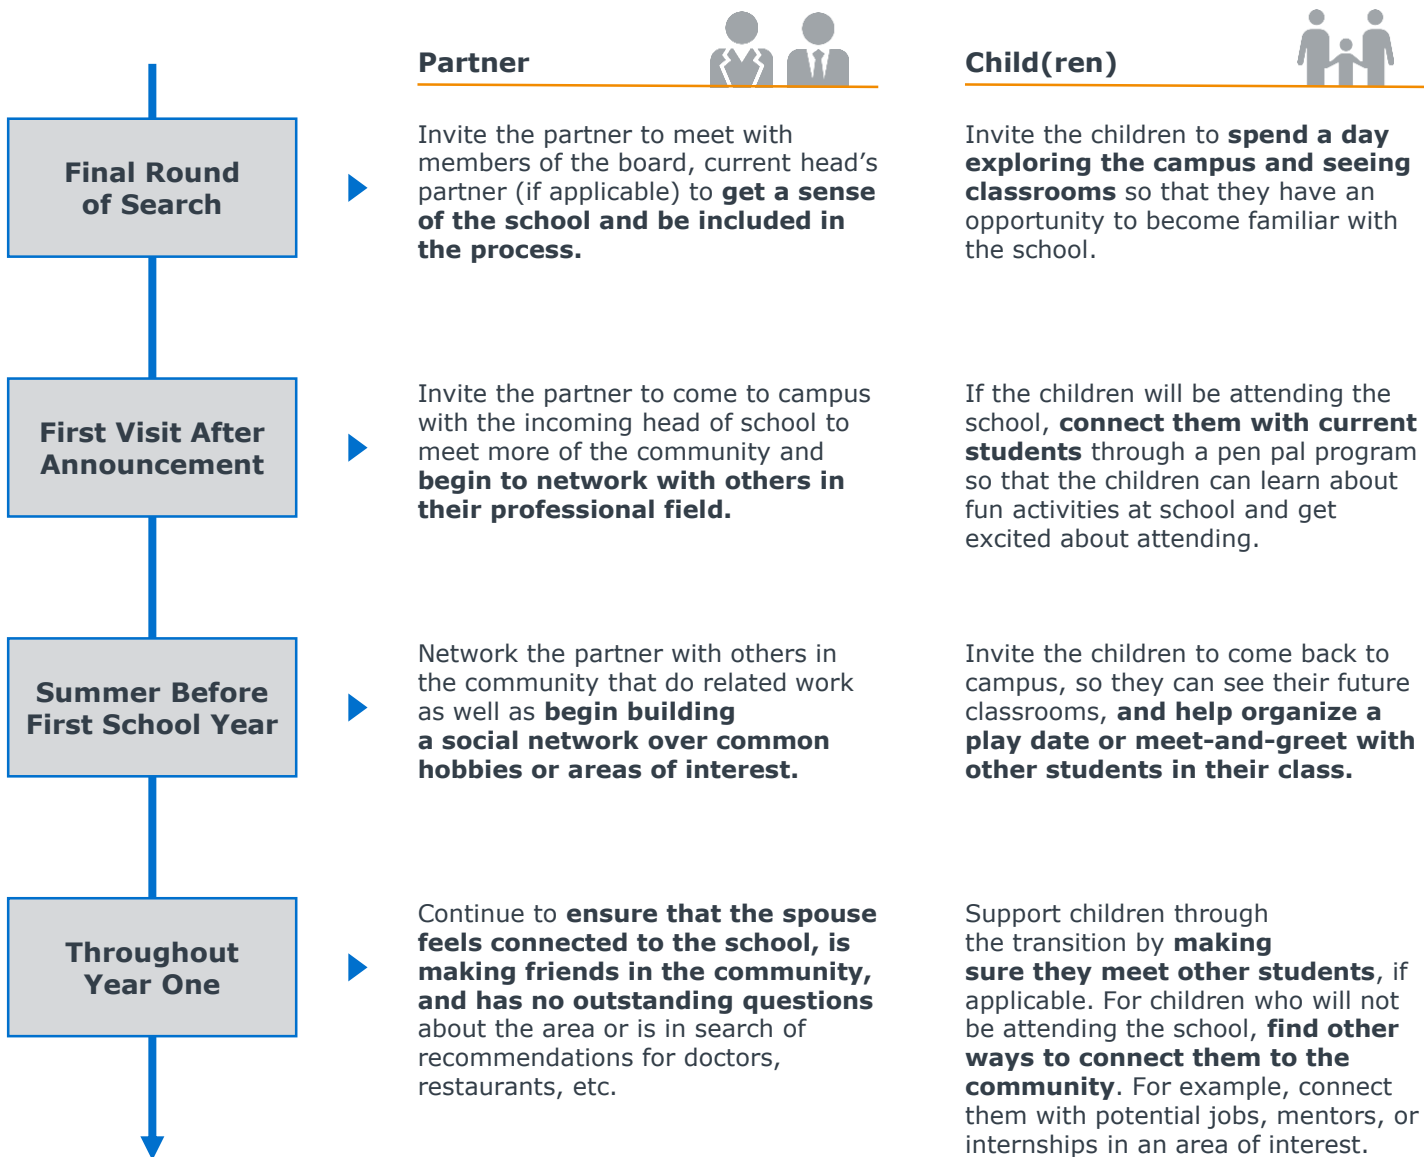 Partner
Child(ren)
Final Round
of Search
Invite the partner to meet with
members of the board, current head’s
partner (if applicable) to get a sense
of the school and be included in
the process.
Invite the children to spend a day
exploring the campus and seeing
classrooms so that they have an
opportunity to become familiar with
the school.
First Visit After
Announcement
Invite the partner to come to campus
with the incoming head of school to
meet more of the community and
begin to network with others in
their professional field.
If the children will be attending the
school, connect them with current
students through a pen pal program
so that the children can learn about
fun activities at school and get
excited about attending.
Summer Before
First School Year
Network the partner with others in
the community that do related work
as well as begin building
a social network over common
hobbies or areas of interest.
Invite the children to come back to
campus, so they can see their future
classrooms, and help organize a
play date or meet-and-greet with
other students in their class.
Throughout
Year One
Continue to ensure that the spouse
feels connected to the school, is
making friends in the community,
and has no outstanding questions
about the area or is in search of
recommendations for doctors,
restaurants, etc.
Support children through
the transition by making
sure they meet other students, if
applicable. For children who will not
be attending the school, find other
ways to connect them to the
community. For example, connect
them with potential jobs, mentors, or
internships in an area of interest.